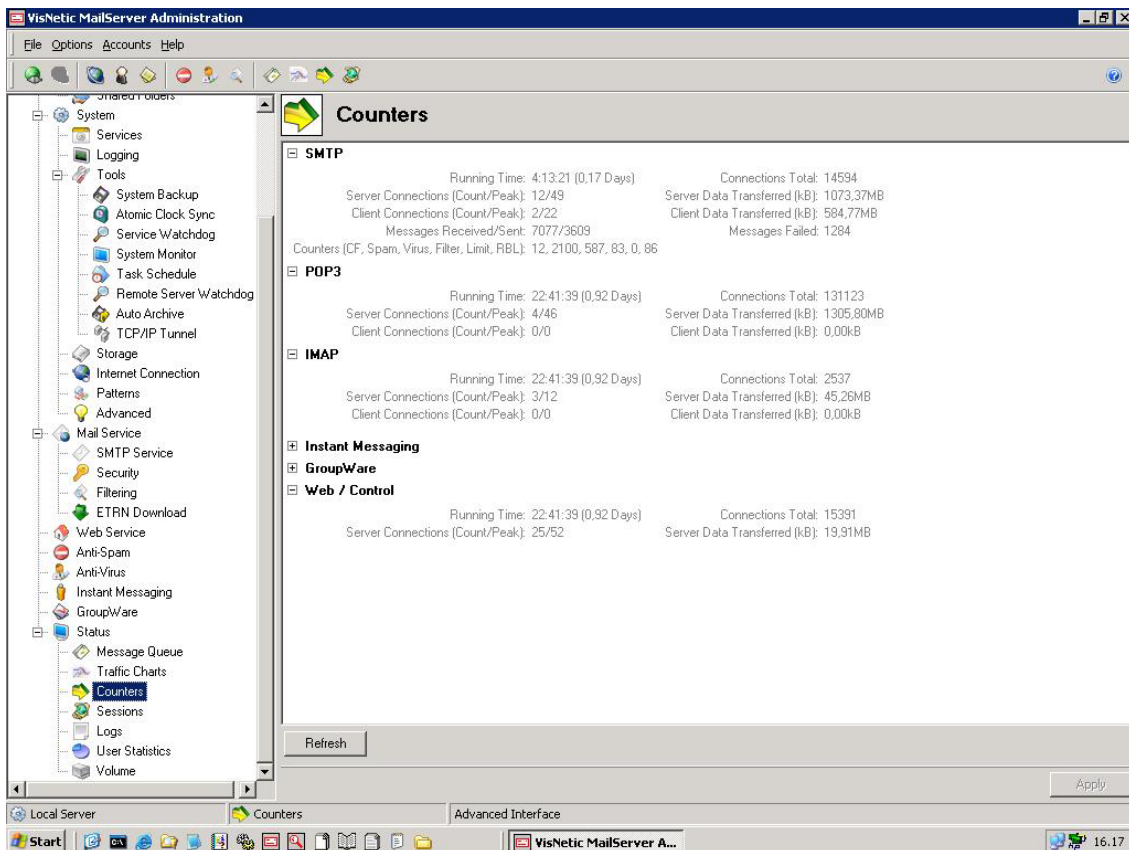 VisNetic MailServer Administration
File Options Accounts Help
Shared Folders
System
Services
Logging
Tools
System Backup
Atomic Clock Sync
Service Watchdog
System Monitor
Task Schedule
Remote Server Watchdog
Auto Archive
TCP/IP Tunnel
Storage
Internet Connection
Patterns
Advanced
Mail Service
SMTP Service
Security
Filtering
ETRN Download
Web Service
Anti-Spam
Anti-Virus
Instant Messaging
GroupWare
Status
Message Queue
Traffic Charts
Counters
Sessions
Logs
User Statistics
Volume
Counters
SMTP
Running Time: 4:13:21 (0,17 Days) Connections Total: 14594
Server Connections (Count/Peak): 12/49 Server Data Transferred (kB): 1073,37MB
Client Connections (Count/Peak): 2/22 Client Data Transferred (kB): 584,77MB
Messages Received/Sent: 7077/3609 Messages Failed: 1284
Counters (CF, Spam, Virus, Filter, Limit, RBL): 12, 2100, 587, 83, 0, 86
POP3
Running Time: 22:41:39 (0,92 Days) Connections Total: 131123
Server Connections (Count/Peak): 4/46 Server Data Transferred (kB): 1305,80MB
Client Connections (Count/Peak): 0/0 Client Data Transferred (kB): 0,00kB
IMAP
Running Time: 22:41:39 (0,92 Days) Connections Total: 2537
Server Connections (Count/Peak): 3/12 Server Data Transferred (kB): 45,26MB
Client Connections (Count/Peak): 0/0 Client Data Transferred (kB): 0,00kB
Instant Messaging
GroupWare
Web / Control
Running Time: 22:41:39 (0,92 Days) Connections Total: 15391
Server Connections (Count/Peak): 25/52 Server Data Transferred (kB): 19,91MB
Refresh
Apply
Local Server Counters Advanced Interface
Start VisNetic MailServer A... 16.17